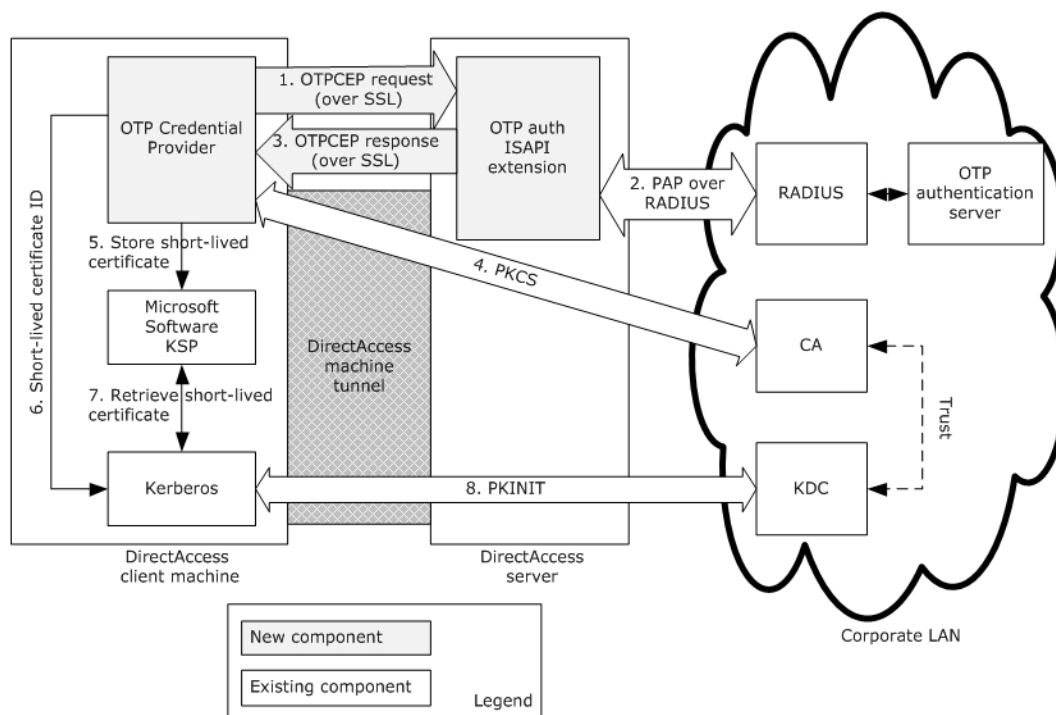 1. OTPCEP request
(over SSL)
OTP Credential
Provider
3. OTPCEP response
(over SSL)
OTP auth
ISAPI
extension
2. PAP over
RADIUS
RADIUS
OTP
authentication
server
4. PKCS
5. Store short-lived
certificate
6. Short-lived certificate ID
Microsoft
Software
KSP
DirectAccess
machine
tunnel
CA
7. Retrieve short-lived
certificate
Trust
Kerberos
8. PKINIT
KDC
DirectAccess
client machine
DirectAccess
server
Corporate LAN
New component
Existing component
Legend